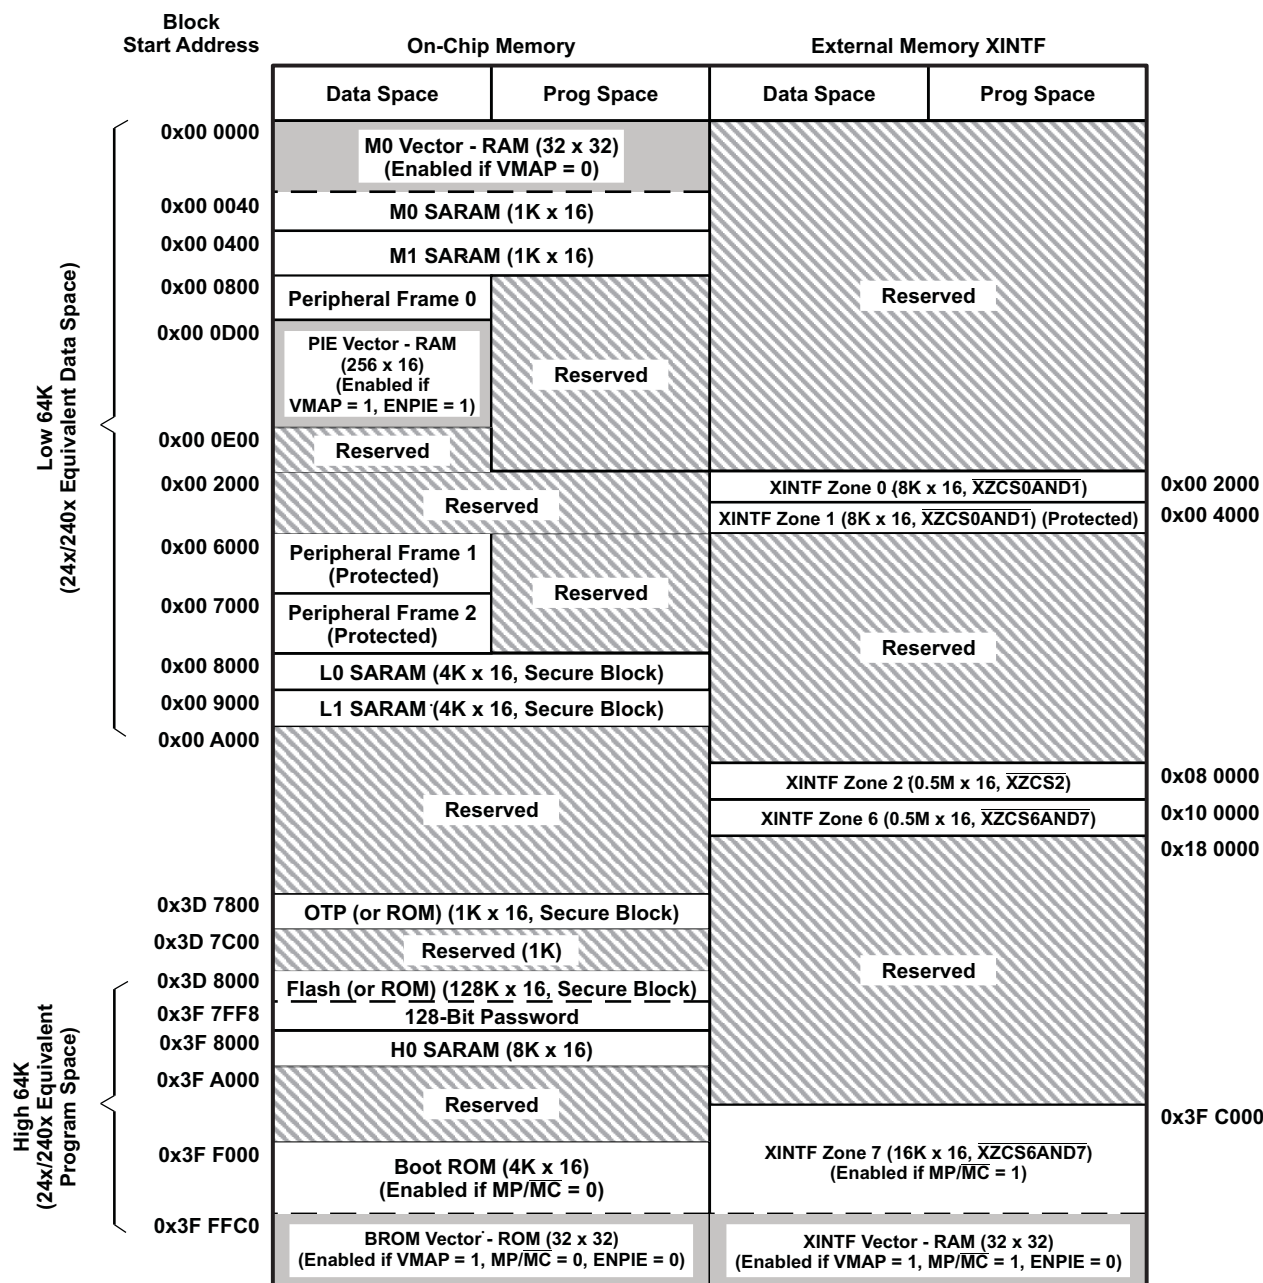 Block
Start Address
On-Chip Memory
External Memory XINTF
Data Space
Prog Space
Data Space
Prog Space
Low 64K
(24x/240x Equivalent Data Space)
0x00 0000
M0 Vector - RAM (32 x 32)
(Enabled if VMAP = 0)
0x00 0040
M0 SARAM (1K x 16)
0x00 0400
M1 SARAM (1K x 16)
0x00 0800
Peripheral Frame 0
Reserved
0x00 0D00
PIE Vector - RAM
(256 x 16)
(Enabled if
VMAP = 1, ENPIE = 1)
Reserved
0x00 0E00
Reserved
0x00 2000
Reserved
XINTF Zone 0 (8K x 16, XZCS0AND1)
0x00 2000
XINTF Zone 1 (8K x 16, XZCS0AND1) (Protected)
0x00 4000
0x00 6000
Peripheral Frame 1
(Protected)
Reserved
0x00 7000
Peripheral Frame 2
(Protected)
Reserved
0x00 8000
L0 SARAM (4K x 16, Secure Block)
0x00 9000
L1 SARAM (4K x 16, Secure Block)
0x00 A000
Reserved
XINTF Zone 2 (0.5M x 16, XZCS2)
0x08 0000
XINTF Zone 6 (0.5M x 16, XZCS6AND7)
0x10 0000
0x18 0000
0x3D 7800
OTP (or ROM) (1K x 16, Secure Block)
0x3D 7C00
Reserved (1K)
Reserved
High 64K
(24x/240x Equivalent
Program Space)
0x3D 8000
Flash (or ROM) (128K x 16, Secure Block)
0x3F 7FF8
128-Bit Password
0x3F 8000
H0 SARAM (8K x 16)
0x3F A000
Reserved
0x3F C000
0x3F F000
Boot ROM (4K x 16)
(Enabled if MP/MC = 0)
XINTF Zone 7 (16K x 16, XZCS6AND7)
(Enabled if MP/MC = 1)
0x3F FFC0
BROM Vector - ROM (32 x 32)
(Enabled if VMAP = 1, MP/MC = 0, ENPIE = 0)
XINTF Vector - RAM (32 x 32)
(Enabled if VMAP = 1, MP/MC = 1, ENPIE = 0)